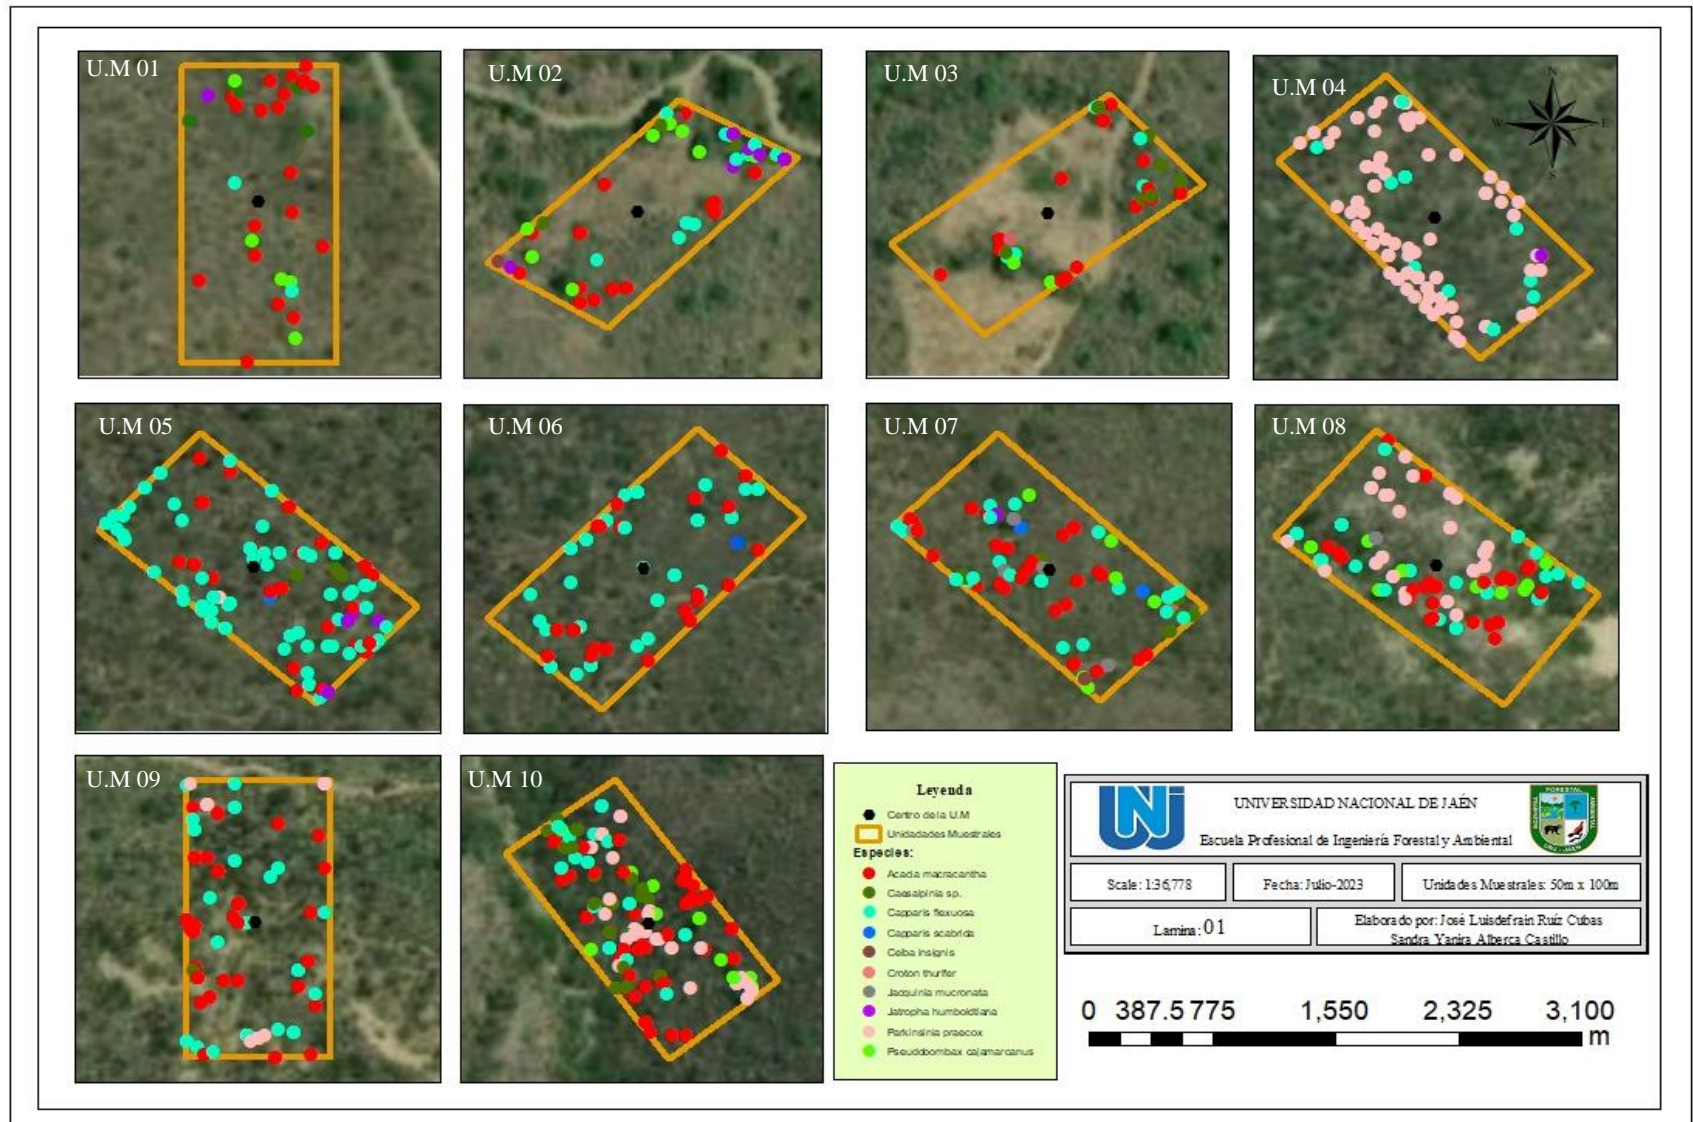 U.M 01
U.M 02
U.M 03
U.M 04
N
W
E
S
U.M 05
U.M 06
U.M 07
U.M 08
U.M 09
U.M 10
Leyenda
Centro de la U.M
Unidadades Muestrales
Especies:
Acacia macracantha
Caesalpinia sp.
Capparis flexuosa
Capparis scabrida
Ceiba insignis
Croton thurifer
Jacquinia mucronata
Jatropha humboldtiana
Parkinsinia praecox
Pseudobombax cajamarcanus
UNJ
UNIVERSIDAD NACIONAL DE JAÉN
Escuela Profesional de Ingeniería Forestal y Ambiental
FORESTAL
Scale: 1:36,778
Fecha: Julio-2023
Unidades Muestrales: 50m x 100m
Lamina: 01
Elaborado por: José Luisdefrain Ruíz Cubas
Sandra Yanira Alberca Castillo
0 387.5 775 1,550 2,325 3,100
m